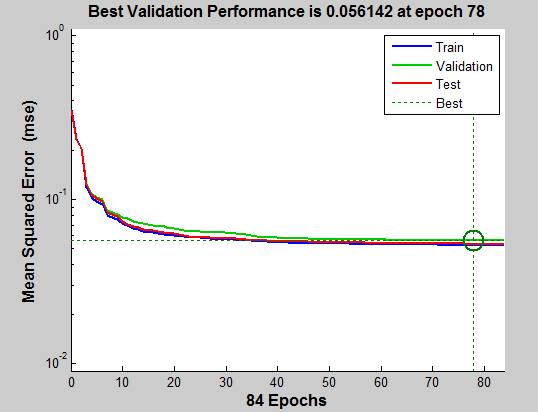 Best Validation Performance is 0.056142 at epoch 78
Train
Validation
Test
Best
Mean Squared Error (mse)
10^0
10^-1
10^-2
0 10 20 30 40 50 60 70 80
84 Epochs